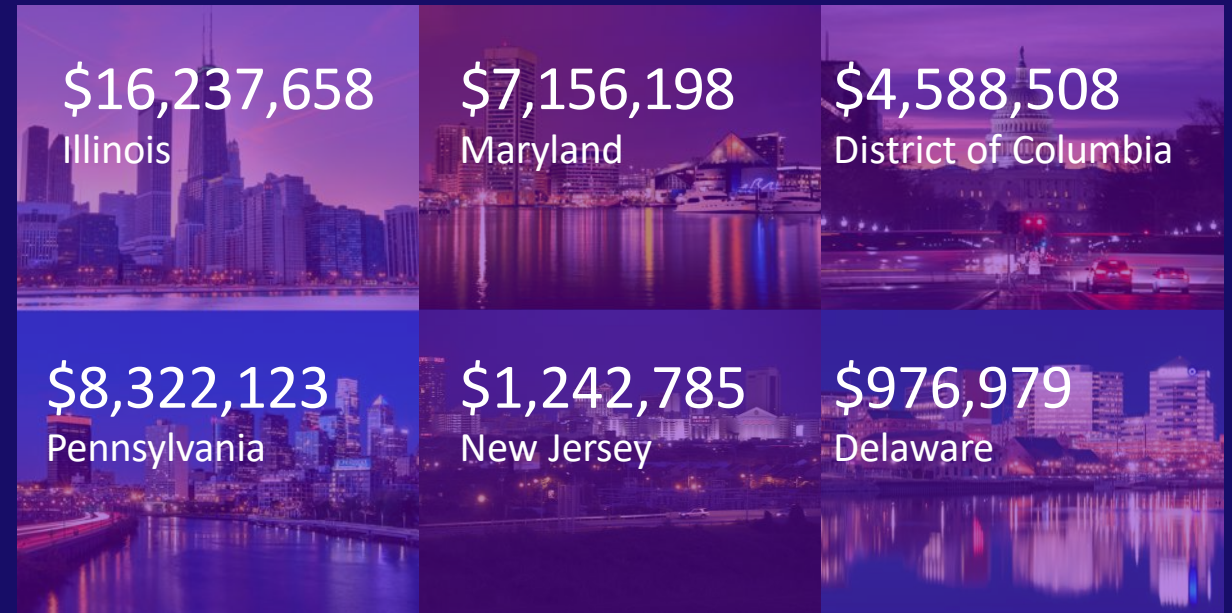 $16,237,658
Illinois
$7,156,198
Maryland
$4,588,508
District of Columbia
$8,322,123
Pennsylvania
$1,242,785
New Jersey
$976,979
Delaware